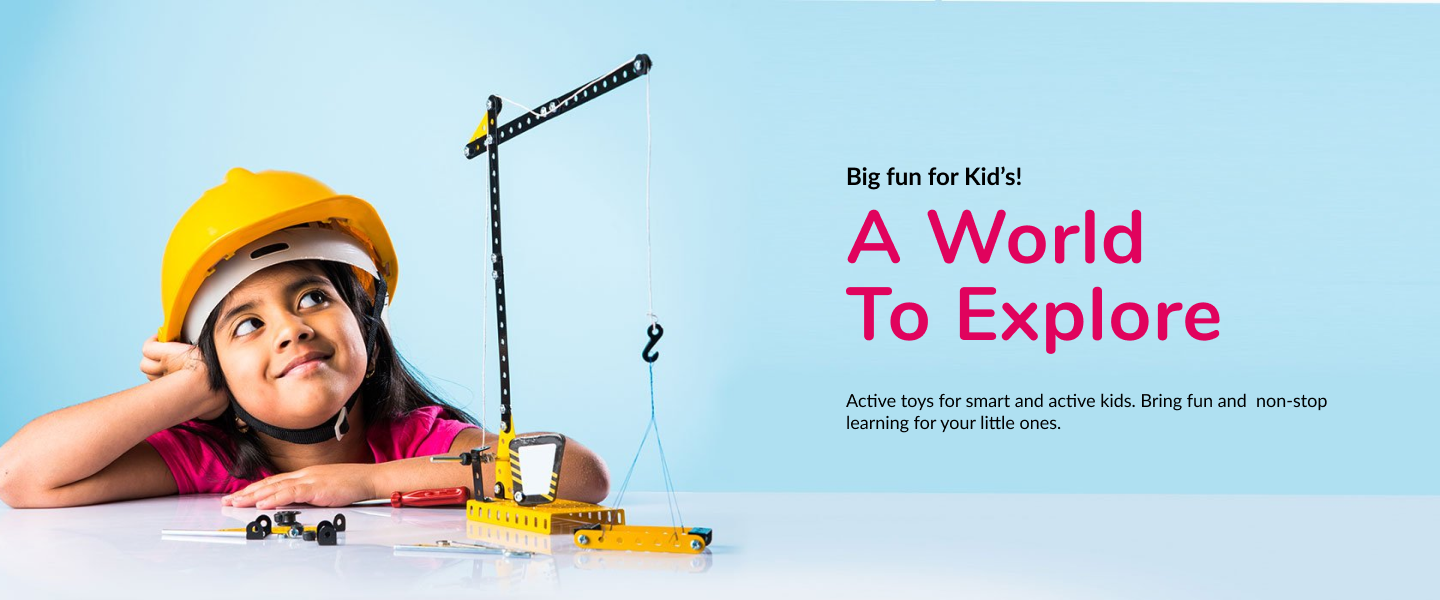 Big fun for Kid’s!
A World
To Explore
Active toys for smart and active kids. Bring fun and  non-stop
learning for your little ones.